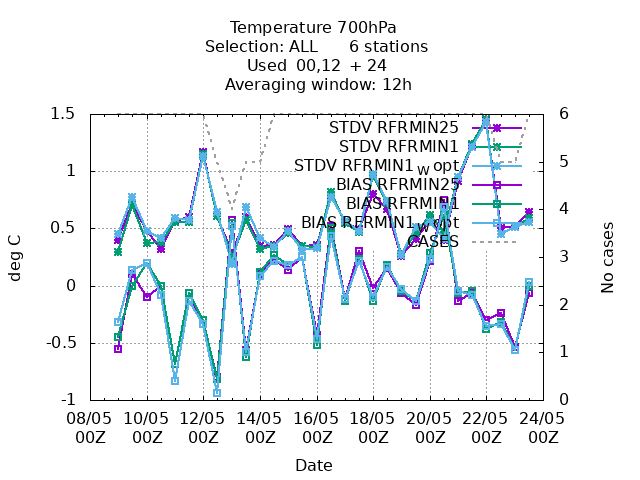 Temperature 700hPa
Selection: ALL 6 stations
Used 00,12 + 24
Averaging window: 12h
1.5
1
0.5
0
-0.5
-1
deg C
6
5
4
3
2
1
0
No cases
STDV RFRMIN25
STDV RFRMIN1
STDV RFRMIN1_w opt
BIAS RFRMIN25
BIAS RFRMIN1
BIAS RFRMIN1_w opt
CASES
08/05 10/05 12/05 14/05 16/05 18/05 20/05 22/05 24/05
00Z 00Z 00Z 00Z 00Z 00Z 00Z 00Z 00Z
Date